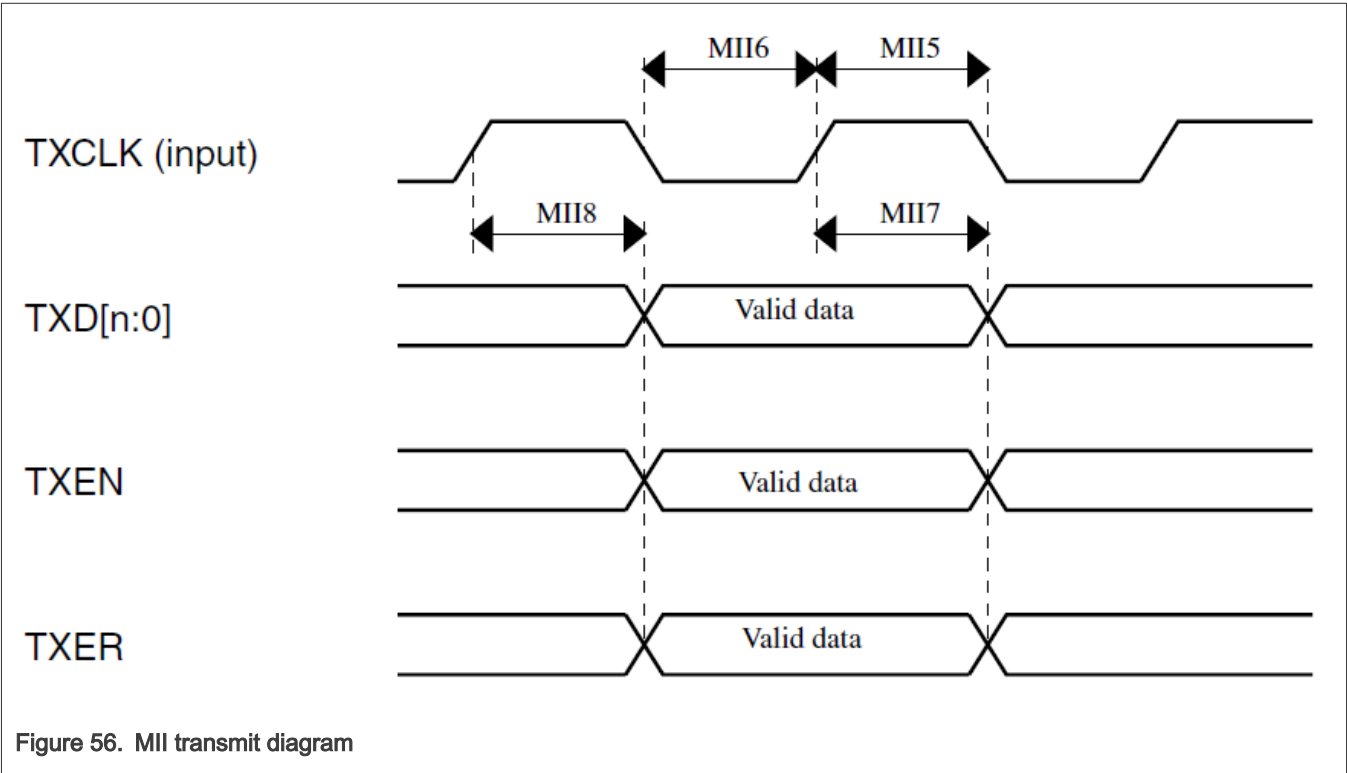 MII6 MII5
TXCLK (input)
MII8 MII7
TXD[n:0] Valid data
TXEN Valid data
TXER Valid data
Figure 56. MII transmit diagram